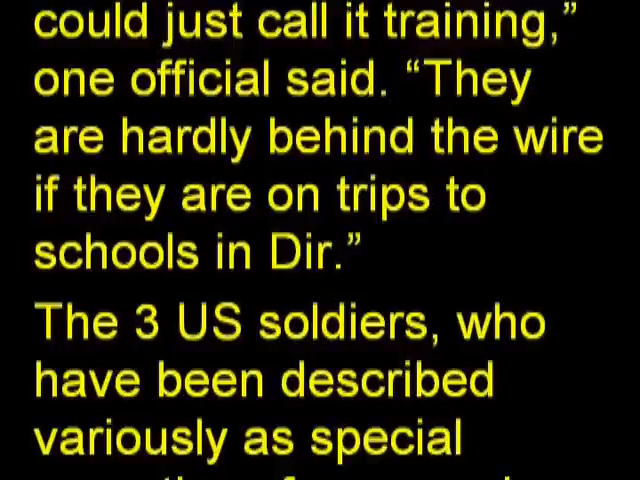 could just call it training,”
one official said. “They
are hardly behind the wire
if they are on trips to
schools in Dir.”
The 3 US soldiers, who
have been described
variously as special